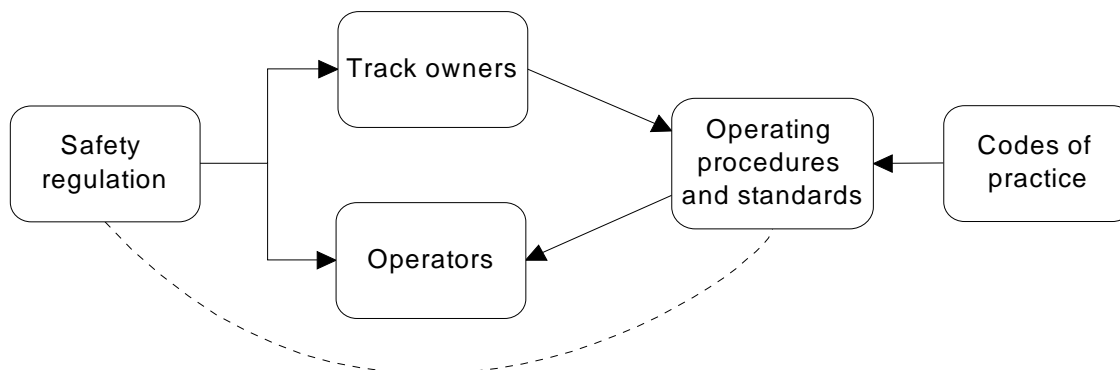 Track owners
Safety
regulation
Operating
procedures
and standards
Codes of
practice
Operators